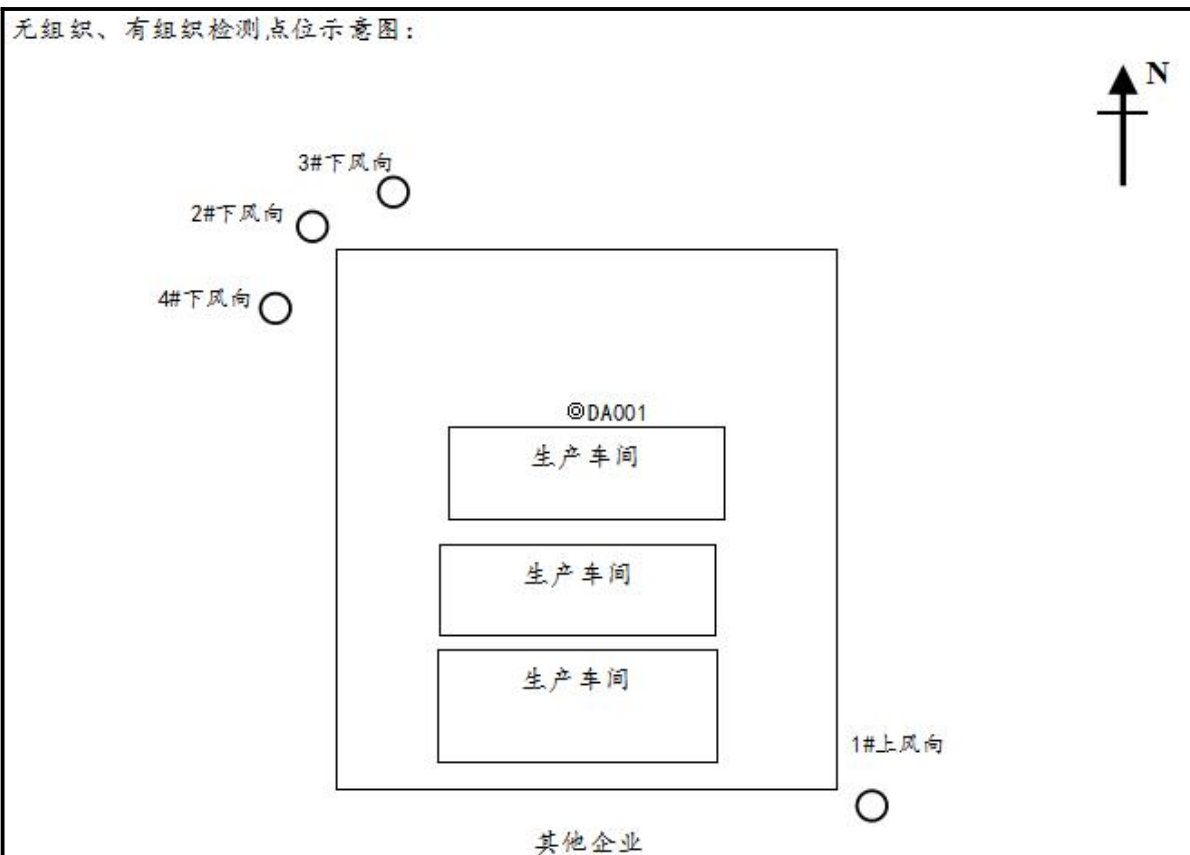 无组织、有组织检测点位示意图：
N
3#下风向
2#下风向
4#下风向
◎DA001
生产车间
生产车间
生产车间
1#上风向
其他企业